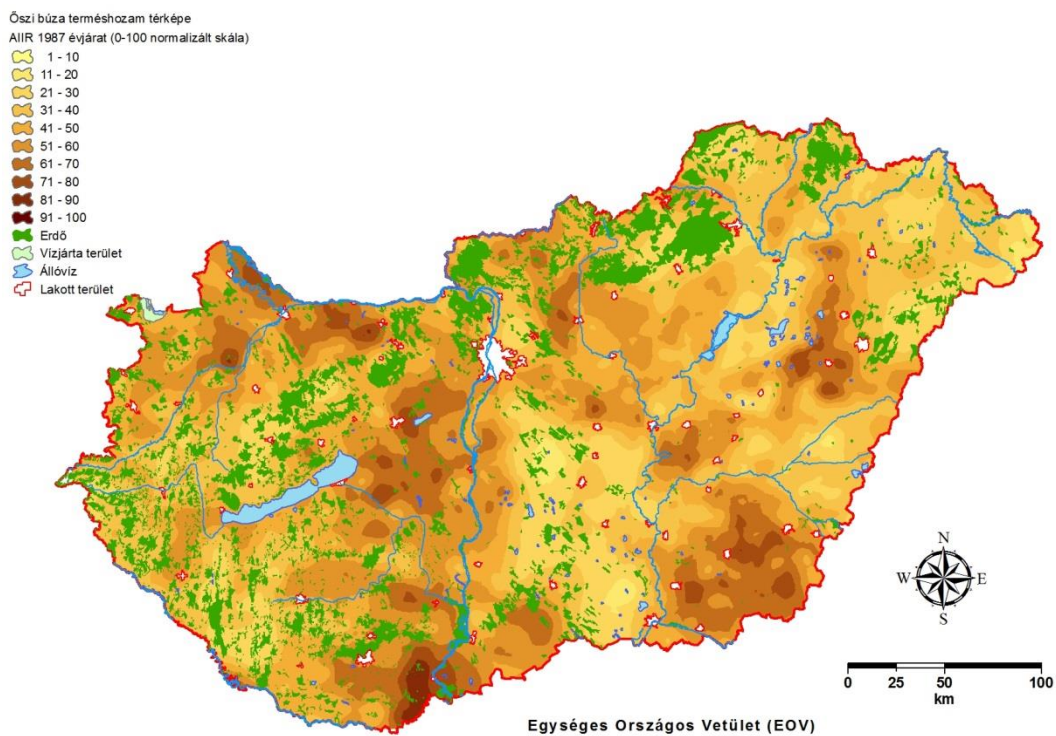 Őszi búza terméshozam térképe
AIIR 1987 évjárat (0-100 normalizált skála)
1 - 10
11 - 20
21 - 30
31 - 40
41 - 50
51 - 60
61 - 70
71 - 80
81 - 90
91 - 100
Erdő
Vízjárta terület
Állóvíz
Lakott terület
N
W E
S
0 25 50 100
km
Egységes Országos Vetület (EOV)